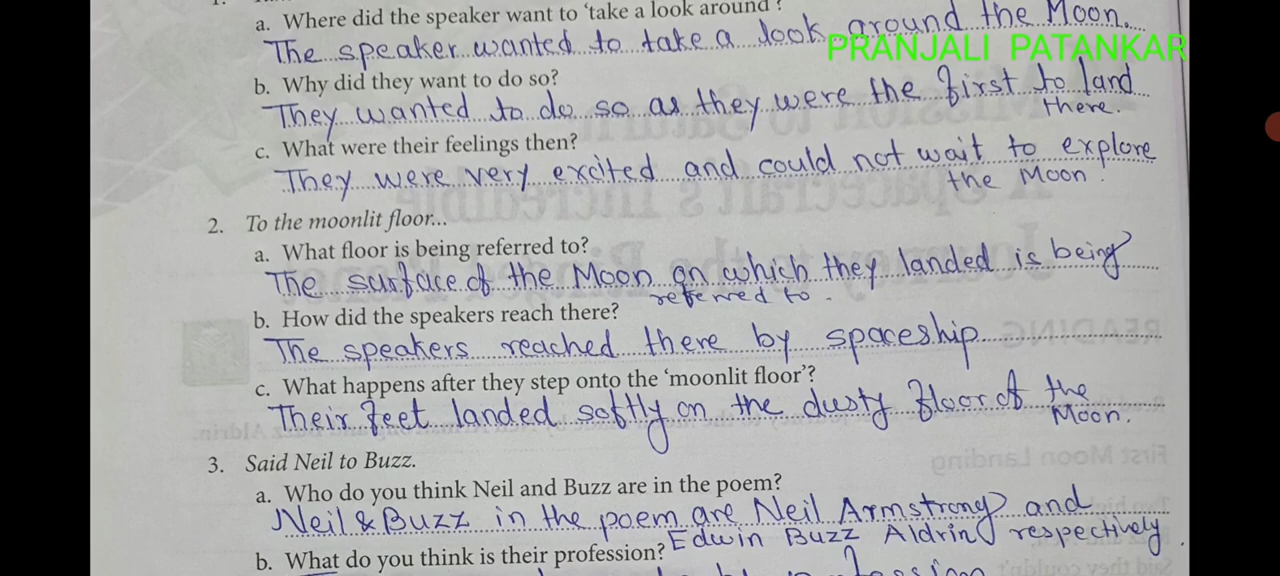 a. Where did the speaker want to 'take a look around'?
The speaker wanted to take a look around the Moon.
PRANJALI PATANKAR
b. Why did they want to do so?
They wanted to do so as they were the first to land
there.
c. What were their feelings then?
They were very excited and could not wait to explore
the Moon.
2. To the moonlit floor...
a. What floor is being referred to?
The surface of the Moon on which they landed is being
referred to.
b. How did the speakers reach there?
The speakers reached there by spaceship
c. What happens after they step onto the 'moonlit floor'?
Their feet landed softly on the dusty floor of the
Moon.
3. Said Neil to Buzz.
a. Who do you think Neil and Buzz are in the poem?
Neil & Buzz in the poem are Neil Armstrong and
Edwin Buzz Aldrin respectively.
b. What do you think is their profession?